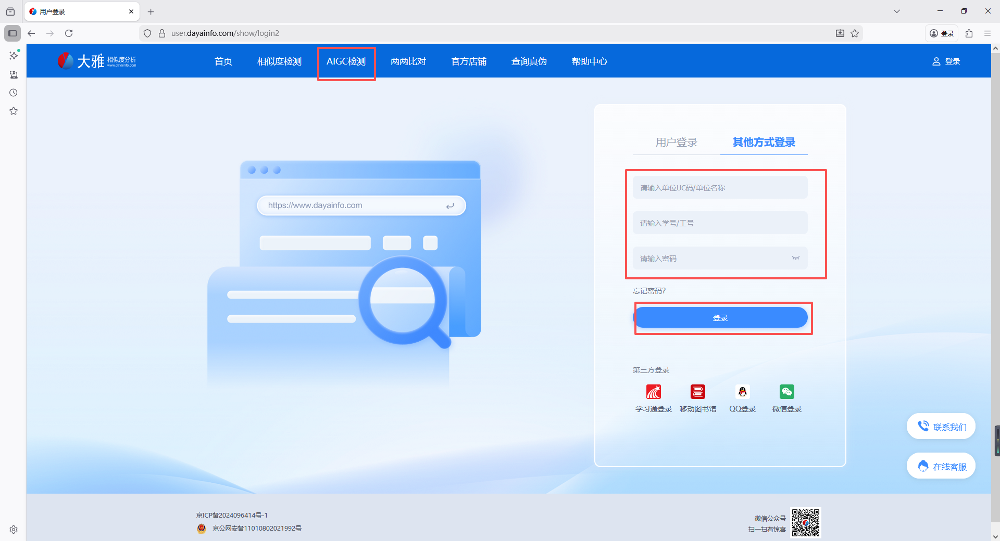 用户登录
user.dayainfo.com/show/login2
登录
大雅 相似度分析
www.dayainfo.com
首页 相似度检测 AIGC检测 两两比对 官方店铺 查询真伪 帮助中心 登录
https://www.dayainfo.com
用户登录 其他方式登录
请输入单位UC码/单位名称
请输入学号/工号
请输入密码
忘记密码?
登录
第三方登录
学习通登录 移动图书馆 QQ登录 微信登录
联系我们
在线客服
京ICP备2024096414号-1
京公网安备11010802021992号
微信公众号
扫一扫有惊喜